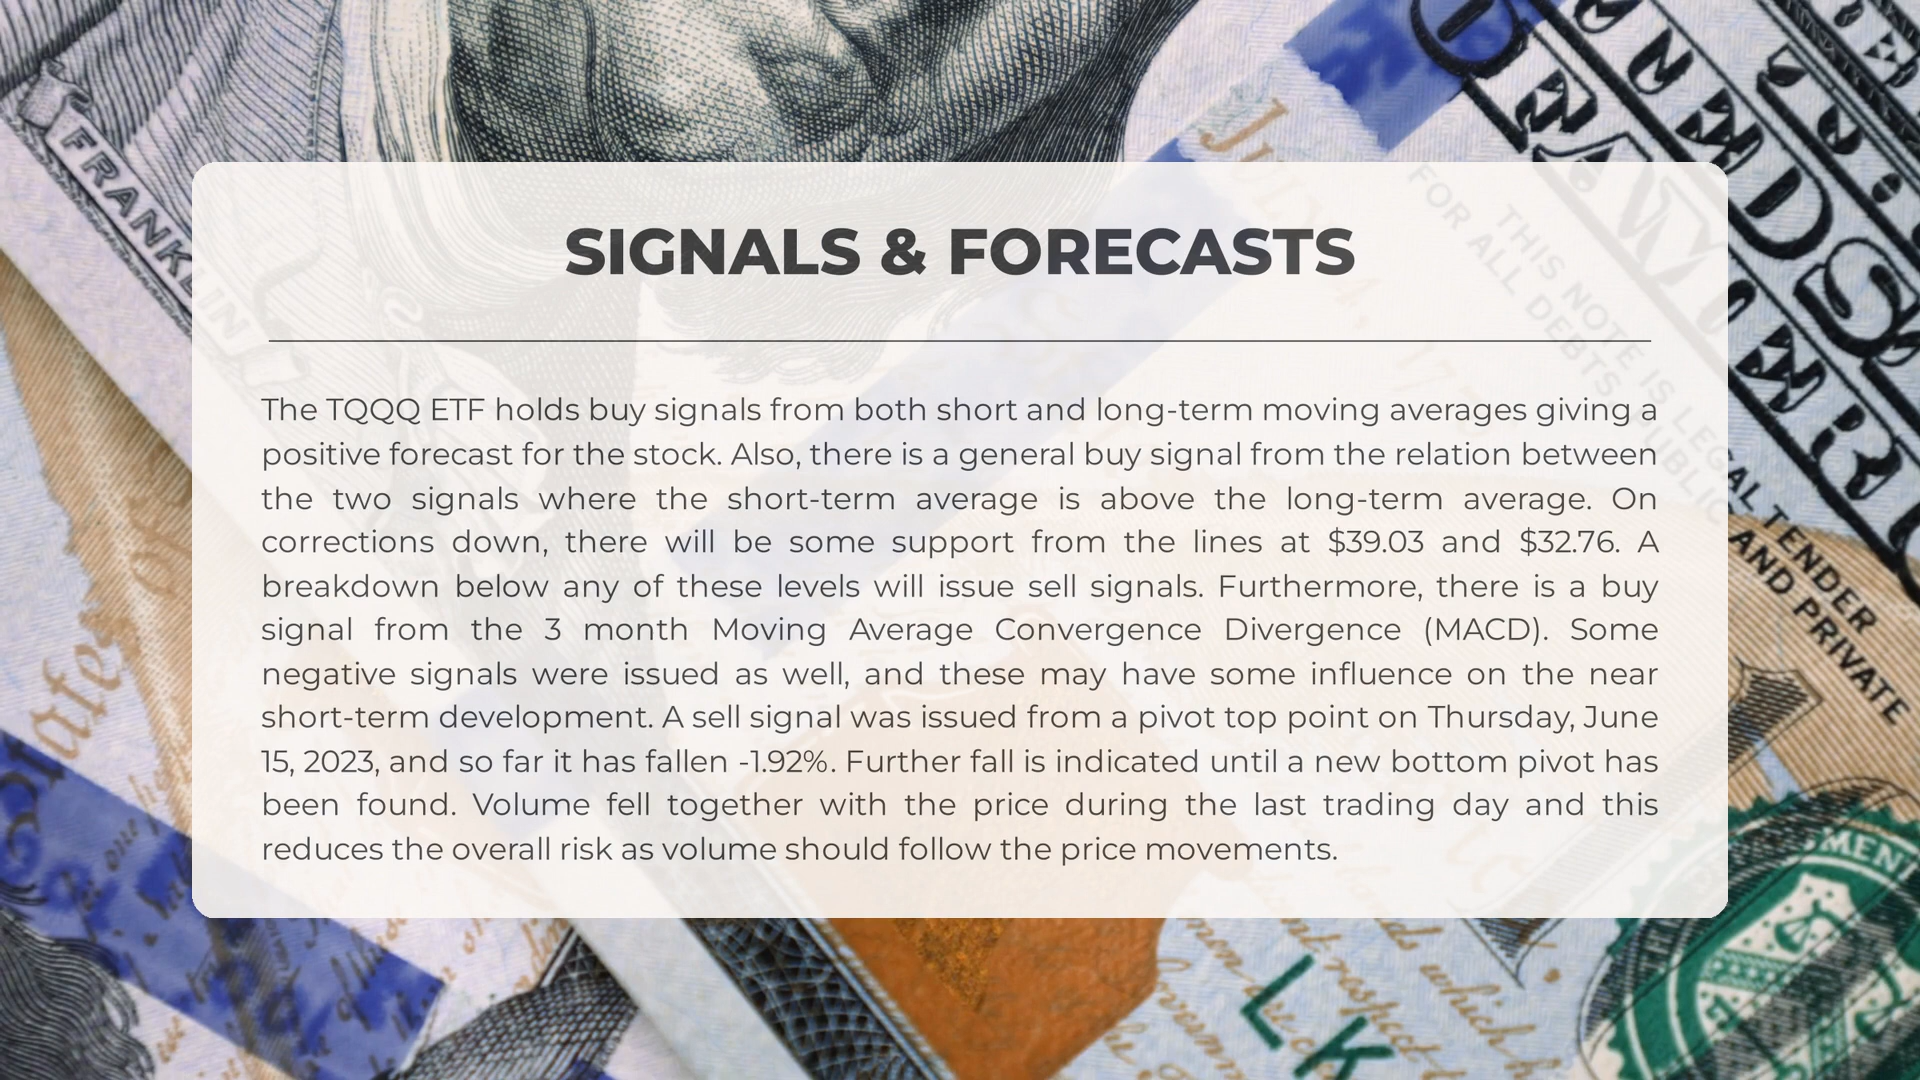 FRANKLIN
SIGNALS & FORECASTS
THIS NOTE IS LEGAL TENDER
FOR ALL DEBTS, PUBLIC AND PRIVATE
The TQQQ ETF holds buy signals from both short and long-term moving averages giving a
positive forecast for the stock. Also, there is a general buy signal from the relation between
the two signals where the short-term average is above the long-term average. On
corrections down, there will be some support from the lines at $39.03 and $32.76. A
breakdown below any of these levels will issue sell signals. Furthermore, there is a buy
signal from the 3 month Moving Average Convergence Divergence (MACD). Some
negative signals were issued as well, and these may have some influence on the near
short-term development. A sell signal was issued from a pivot top point on Thursday, June
15, 2023, and so far it has fallen -1.92%. Further fall is indicated until a new bottom pivot has
been found. Volume fell together with the price during the last trading day and this
reduces the overall risk as volume should follow the price movements.
LK